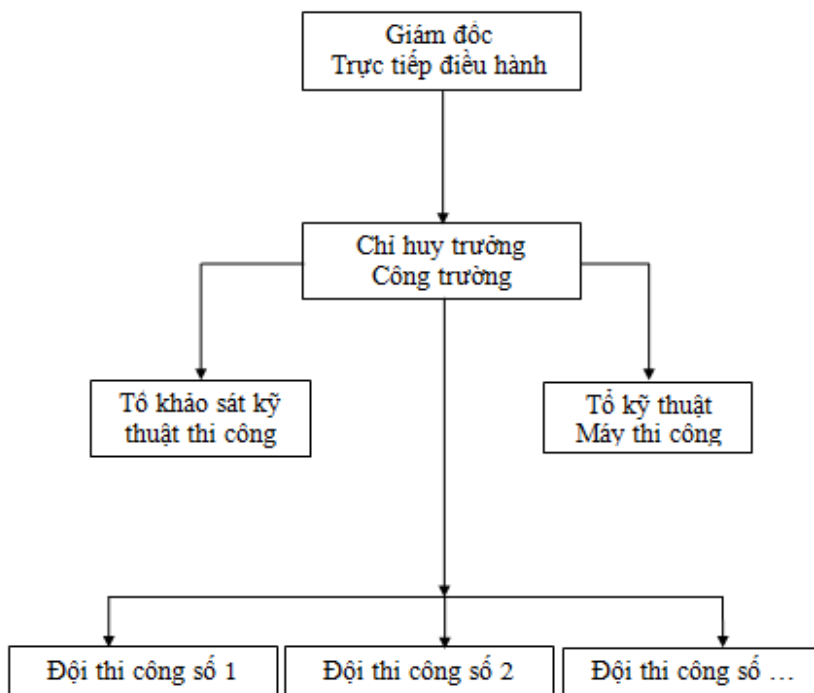 Giám đốc
Trực tiếp điều hành
Chỉ huy trưởng
Công trường
Tổ khảo sát kỹ
thuật thi công
Tổ kỹ thuật
Máy thi công
Đội thi công số 1
Đội thi công số 2
Đội thi công số ...